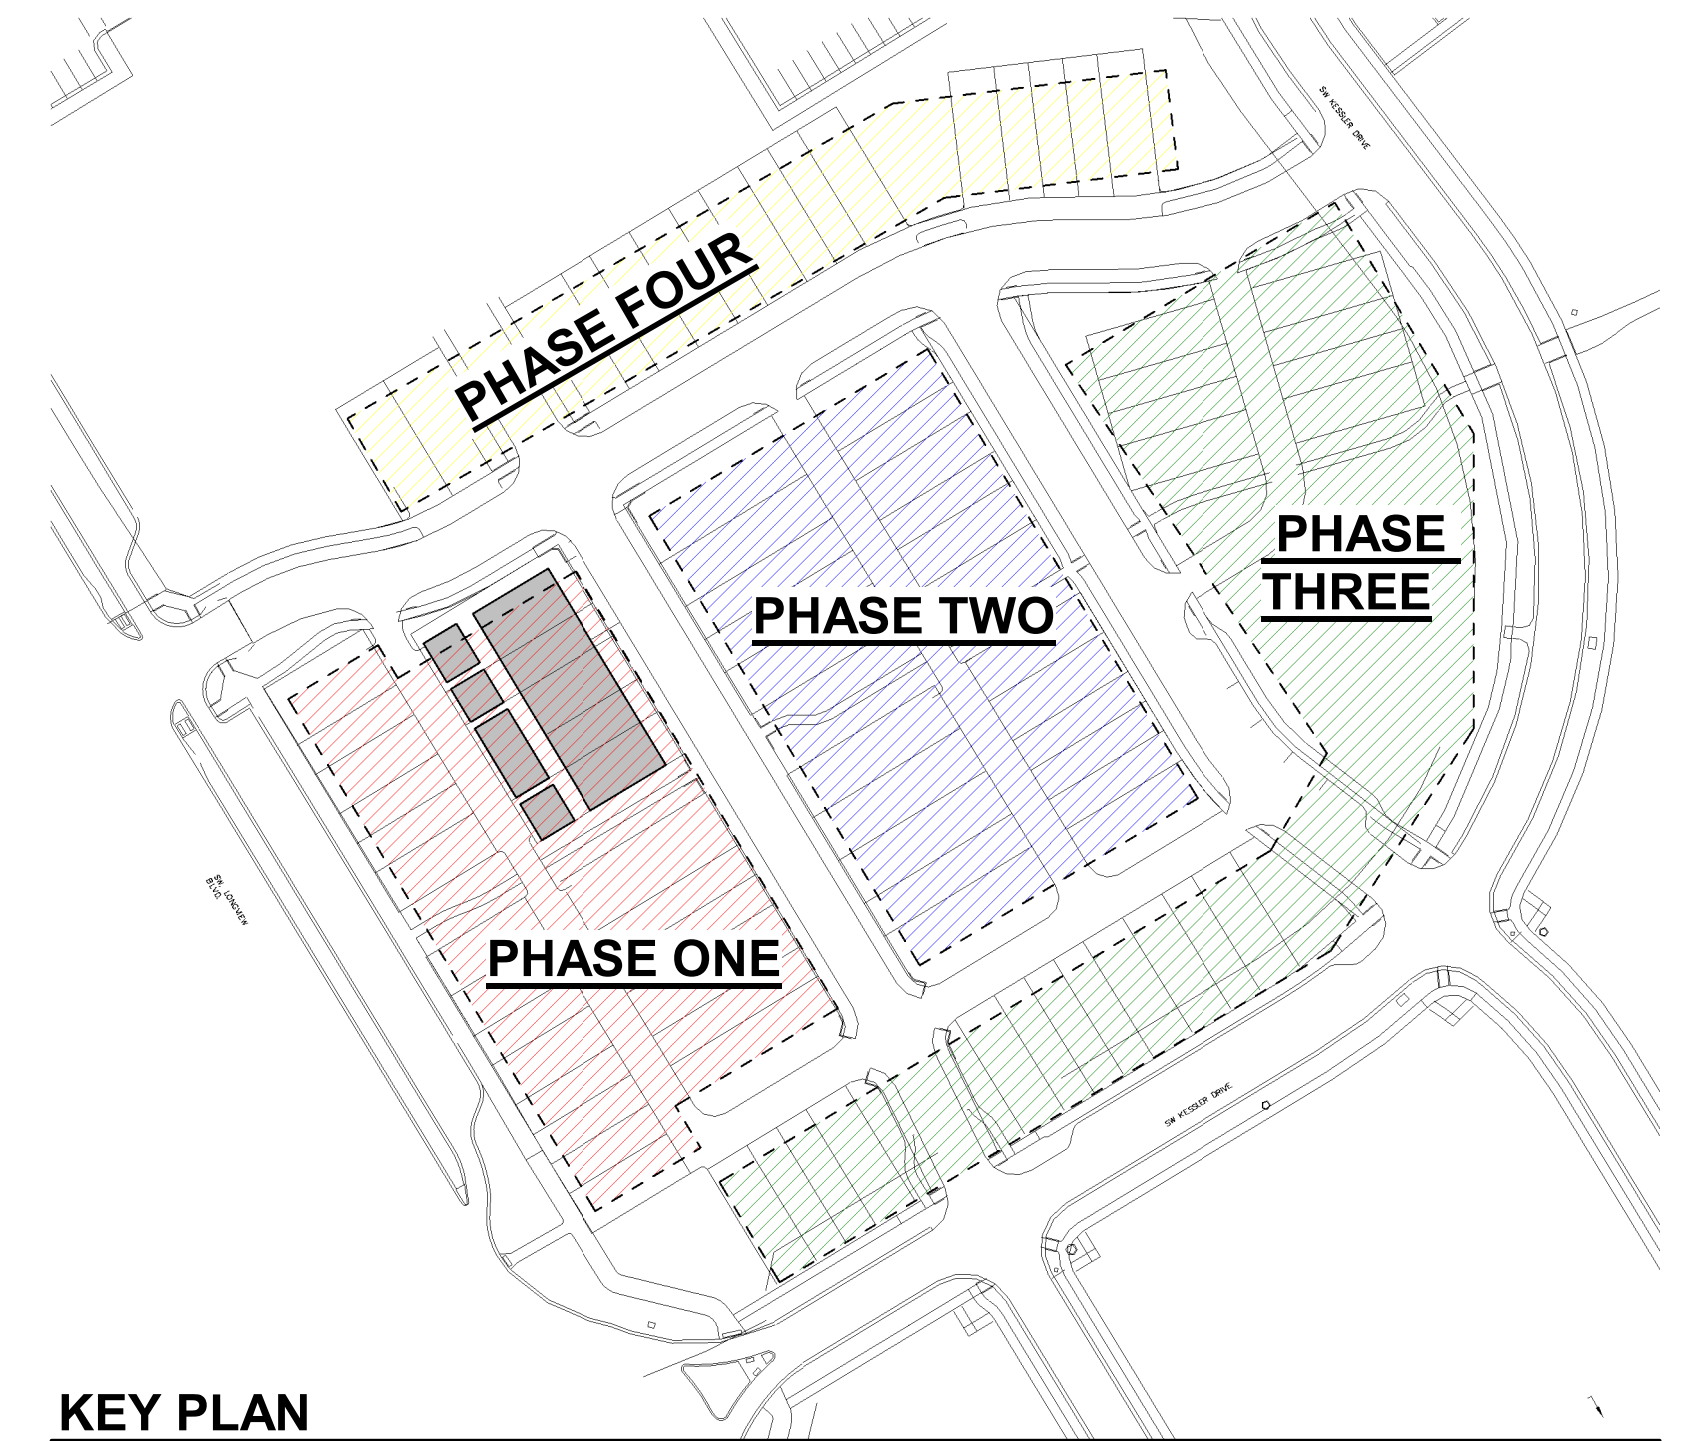 SW KESSLER DRIVE
PHASE FOUR
PHASE
THREE
PHASE TWO
SW LONGVIEW
BLVD.
PHASE ONE
SW KESSLER DRIVE
KEY PLAN